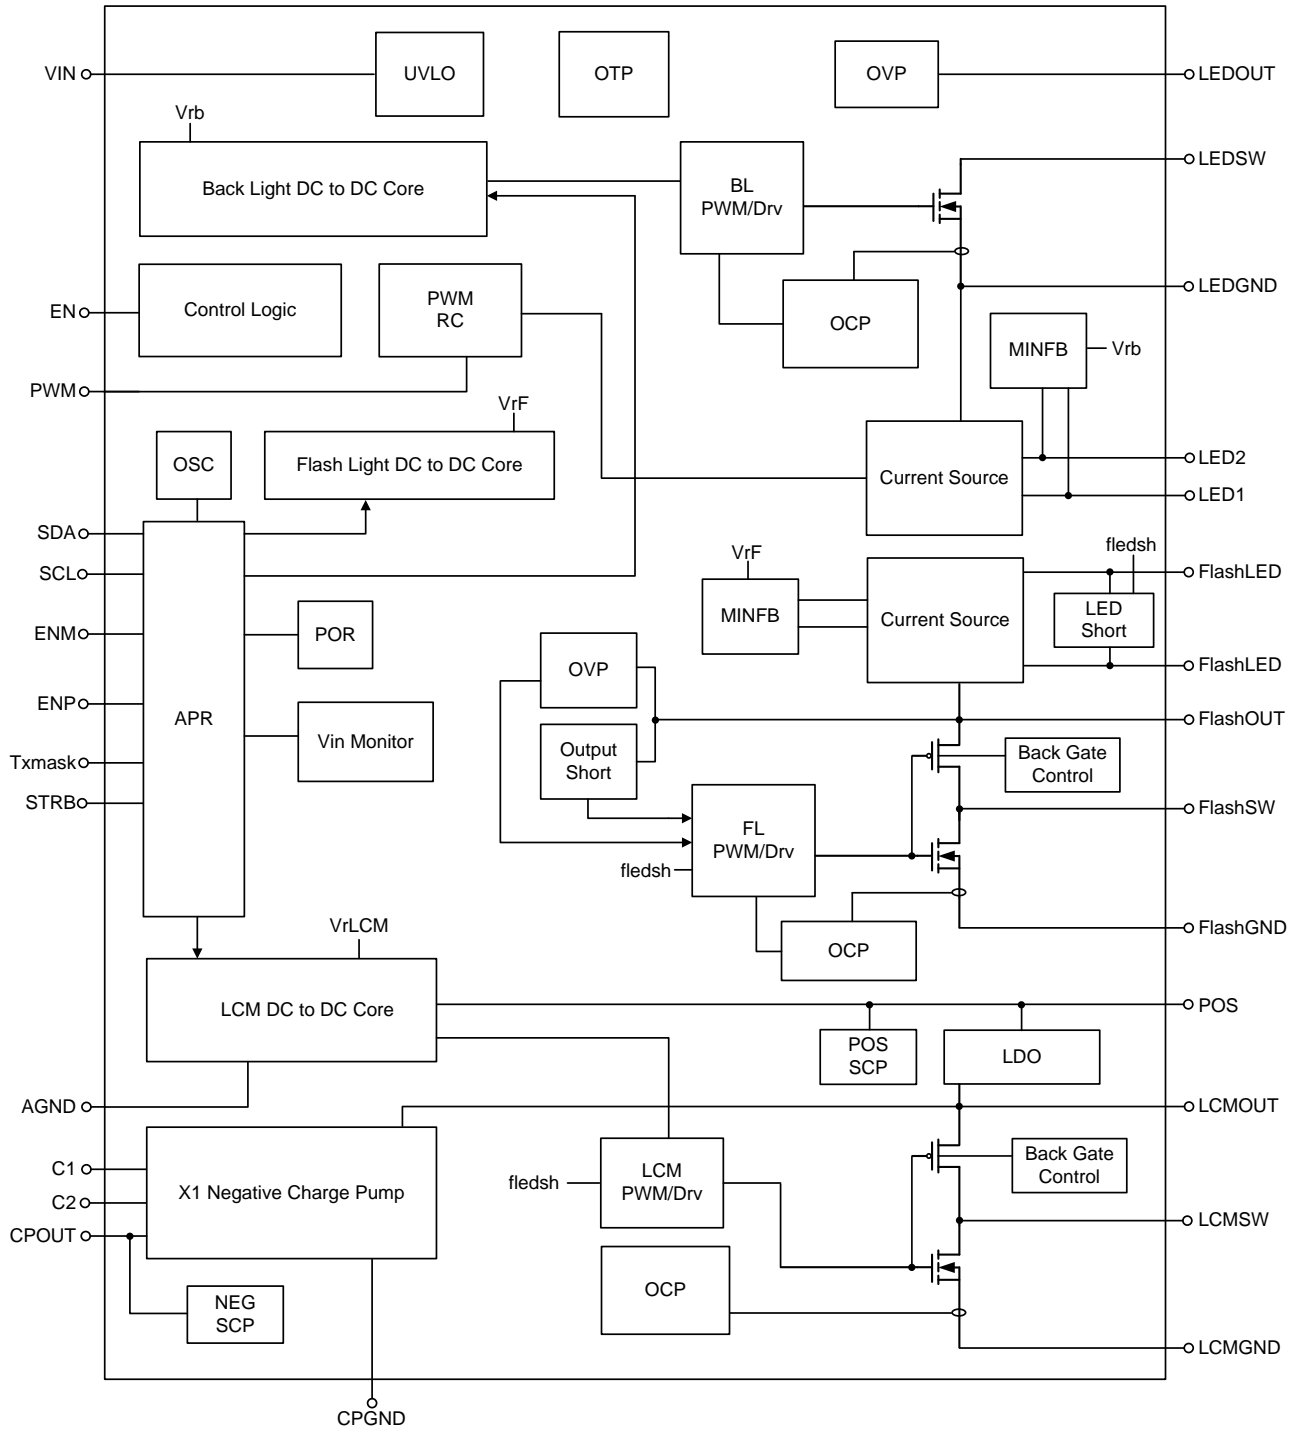 VIN
UVLO
OTP
OVP
LEDOUT
Vrb
Back Light DC to DC Core
BL
PWM/Drv
LEDSW
EN
Control Logic
PWM
RC
OCP
LEDGND
MINFB
Vrb
PWM
VrF
OSC
Flash Light DC to DC Core
Current Source
LED2
LED1
SDA
SCL
ENM
ENP
Txmask
STRB
APR
POR
Vin Monitor
VrF
MINFB
Current Source
fledsh
FlashLED
LED
Short
FlashLED
OVP
FlashOUT
Output
Short
Back Gate
Control
FlashSW
FL
PWM/Drv
fledsh
OCP
FlashGND
VrLCM
LCM DC to DC Core
POS
POS
SCP
LDO
AGND
LCMOUT
C1
C2
CPOUT
X1 Negative Charge Pump
fledsh
LCM
PWM/Drv
Back Gate
Control
LCMSW
OCP
NEG
SCP
LCMGND
CPGND